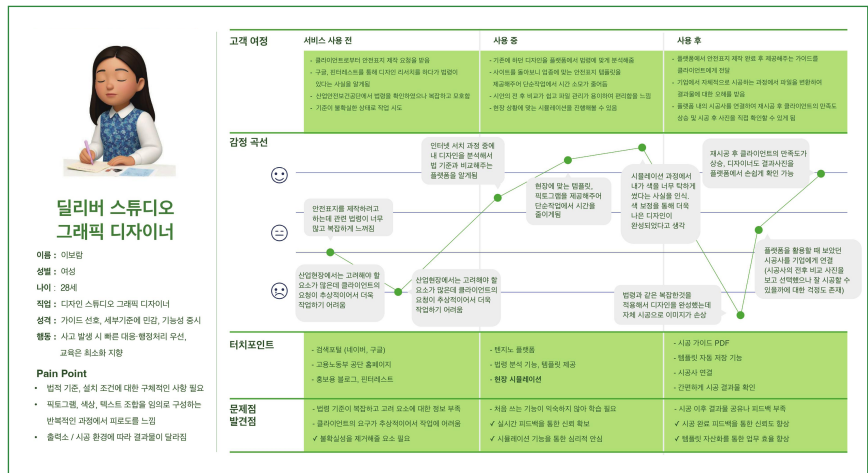 딜리버 스튜디오
그래픽 디자이너
이름 : 이보람
성별 : 여성
나이 : 28세
직업 : 디자인 스튜디오 그래픽 디자이너
성격 : 가이드 선호, 세부기준에 민감, 기능성 중시
행동 : 사고 발생 시 빠른 대응·행정처리 우선,
교육은 최소화 지향
Pain Point
• 법적 기준, 설치 조건에 대한 구체적인 사항 필요
• 픽토그램, 색상, 텍스트 조합을 임의로 구성하는
반복적인 과정에서 피로도를 느낌
• 출력소 / 시공 환경에 따라 결과물이 달라짐
고객 여정
서비스 사용 전
사용 중
사용 후
- 클라이언트로부터 안전표지 제작 요청을 받음
- 구글, 핀터레스트를 통해 디자인 리서치를 하다가 법령이
있다는 사실을 알게됨
- 산업안전보건공단에서 법령을 확인하였으나 복잡하고 모호함
- 기준이 불확실한 상태로 작업 시도
- 기존에 하던 디자인을 플랫폼에서 법령에 맞게 분석해줌
- 사이트를 돌아보니 업종에 맞는 안전표지 템플릿을
제공해주어 단순작업에서 시간 소모가 줄어듬
- 시안의 전 후 비교가 쉽고 파일 관리가 용이하여 편리함을 느낌
- 현장 상황에 맞는 시뮬레이션을 진행해볼 수 있음
- 플랫폼에서 안전표지 제작 완료 후 제공해주는 가이드를
클라이언트에게 전달
- 기업에서 자체적으로 시공하는 과정에서 파일을 변환하여
결과물에 대한 오해를 받음
- 플랫폼 내의 시공사를 연결하여 재시공 후 클라이언트의 만족도
상승 및 시공 후 사진을 직접 확인할 수 있게 됨
감정 곡선
안전표지를 제작하려고
하는데 관련 법령이 너무
많고 복잡하게 느껴짐
산업현장에서는 고려해야 할
요소가 많은데 클라이언트의
요청이 추상적이어서 더욱
작업하기 어려움
산업현장에서는 고려해야 할
요소가 많은데 클라이언트의
요청이 추상적이어서 더욱
작업하기 어려움
인터넷 서치 과정 중에
내 디자인을 분석해서
법 기준과 비교해주는
플랫폼을 알게됨
현장에 맞는 템플릿,
픽토그램을 제공해주어
단순작업에서 시간을
줄이게됨
시뮬레이션 과정에서
내가 색을 너무 탁하게
썼다는 사실을 인식.
색 보정을 통해 더욱
나은 디자인이
완성되었다고 생각
법령과 같은 복잡한것을
적용해서 디자인을 완성했는데
자체 시공으로 이미지가 손상
재시공 후 클라이언트의 만족도가
상승, 디자이너도 결과사진을
플랫폼에서 손쉽게 확인 가능
플랫폼을 활용할 때 보았던
시공사를 기업에게 연결
(시공사의 전후 비교 사진을
보고 선택했으나 잘 시공할 수
있을까에 대한 걱정도 존재)
터치포인트
- 검색포털 (네이버, 구글)
- 고용노동부 공단 홈페이지
- 홍보용 블로그, 핀터레스트
- 텐지노 플랫폼
- 법령 분석 기능, 템플릿 제공
- 현장 시뮬레이션
- 시공 가이드 PDF
- 템플릿 자동 저장 기능
- 시공사 연결
- 간편하게 시공 결과물 확인
문제점
발견점
- 법령 기준이 복잡하고 고려 요소에 대한 정보 부족
- 클라이언트의 요구가 추상적이어서 작업에 어려움
✓ 불확실성을 제거해줄 요소 필요
- 처음 쓰는 기능이 익숙하지 않아 학습 필요
✓ 실시간 피드백을 통한 신뢰 확보
✓ 시뮬레이션 기능을 통한 심리적 안심
- 시공 이후 결과물 공유나 피드백 부족
✓ 시공 완료 피드백을 통한 신뢰도 향상
✓ 템플릿 자산화를 통한 업무 효율 향상